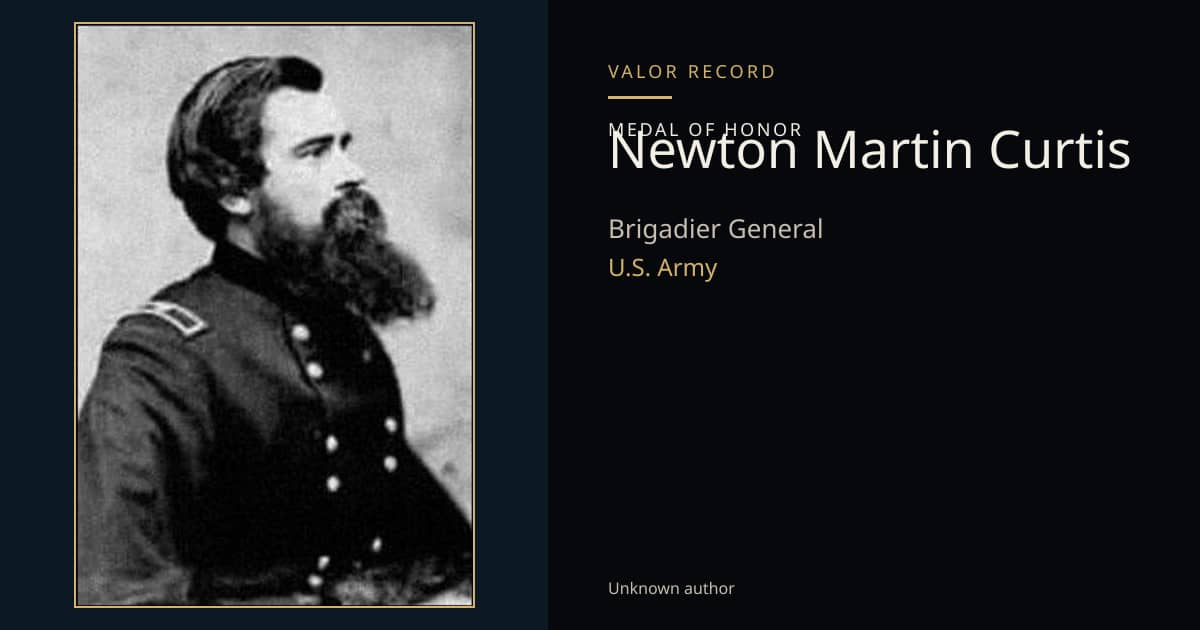 VALOR RECORD
MEDAL OF HONOR
Newton Martin Curtis
Brigadier General
U.S. Army
Unknown author